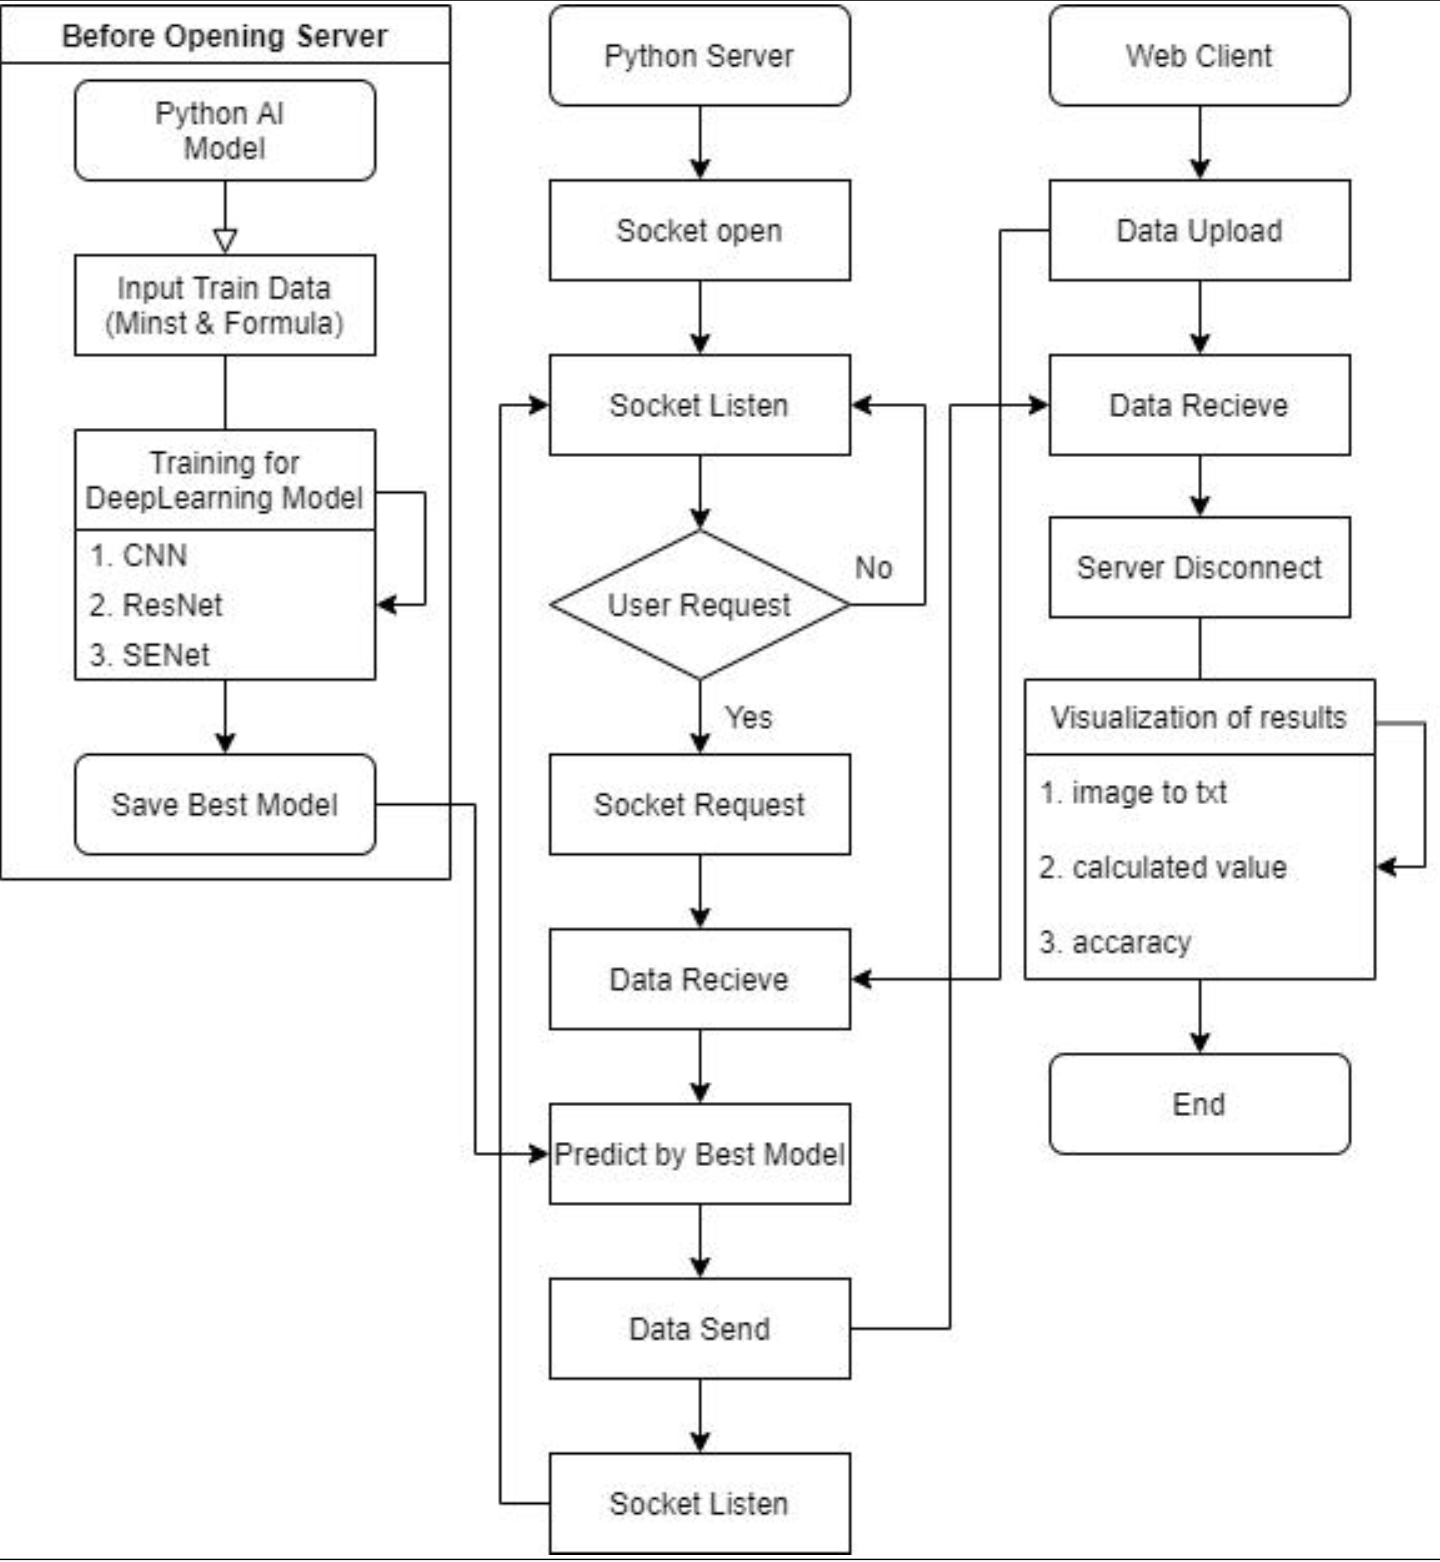 Before Opening Server
Python AI
Model
Input Train Data
(Minst & Formula)
Training for
DeepLearning Model
1. CNN
2. ResNet
3. SENet
Save Best Model
Python Server
Socket open
Socket Listen
User Request
No
Yes
Socket Request
Data Recieve
Predict by Best Model
Data Send
Socket Listen
Web Client
Data Upload
Data Recieve
Server Disconnect
Visualization of results
1. image to txt
2. calculated value
3. accaracy
End